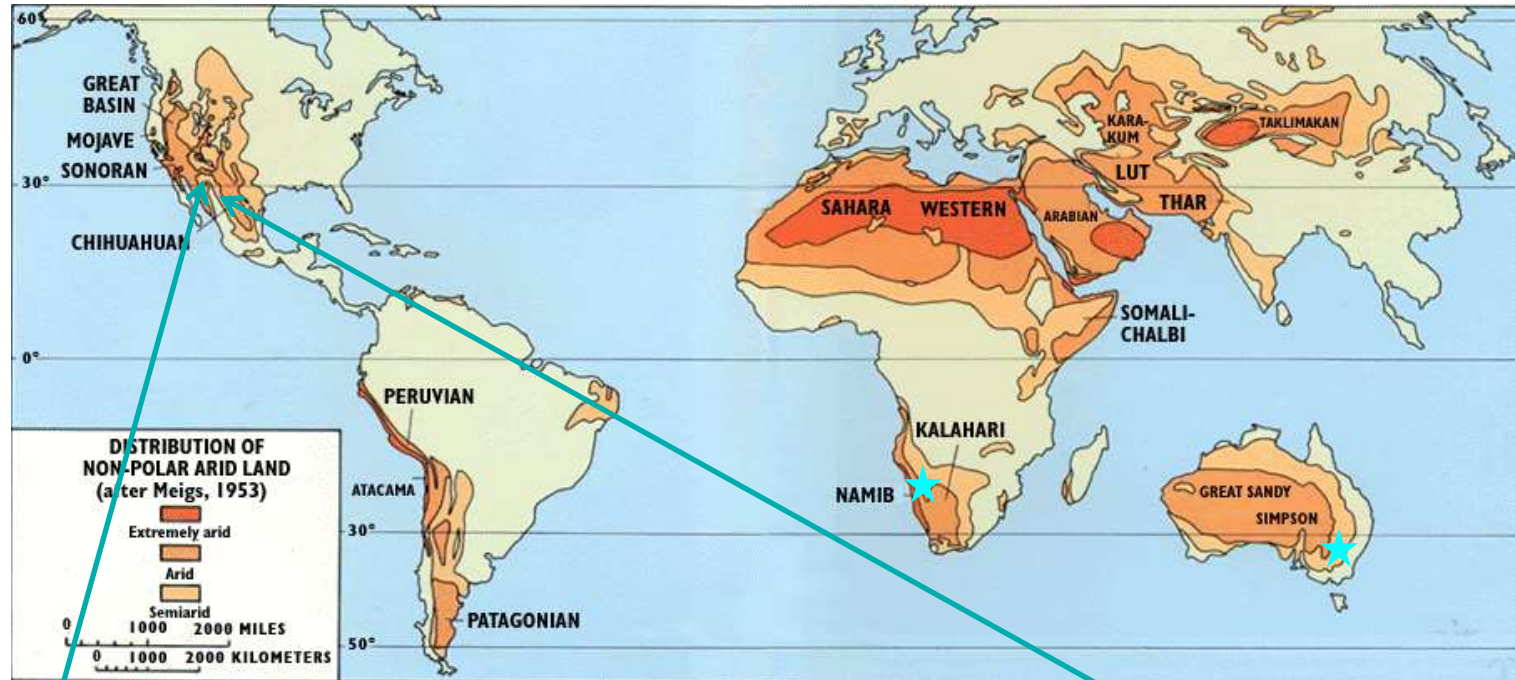 60°
GREAT
BASIN
MOJAVE
SONORAN
30°
CHIHUAHUAN
0°
PERUVIAN
ATACAMA
30°
PATAGONIAN
50°
KARA-
KUM
TAKLIMAKAN
LUT
THAR
SAHARA
WESTERN
ARABIAN
SOMALI-
CHALBI
KALAHARI
NAMIB
GREAT SANDY
SIMPSON
DISTRIBUTION OF
NON-POLAR ARID LAND
(after Meigs, 1953)
Extremely arid
Arid
Semiarid
0 1000 2000 MILES
0 1000 2000 KILOMETERS